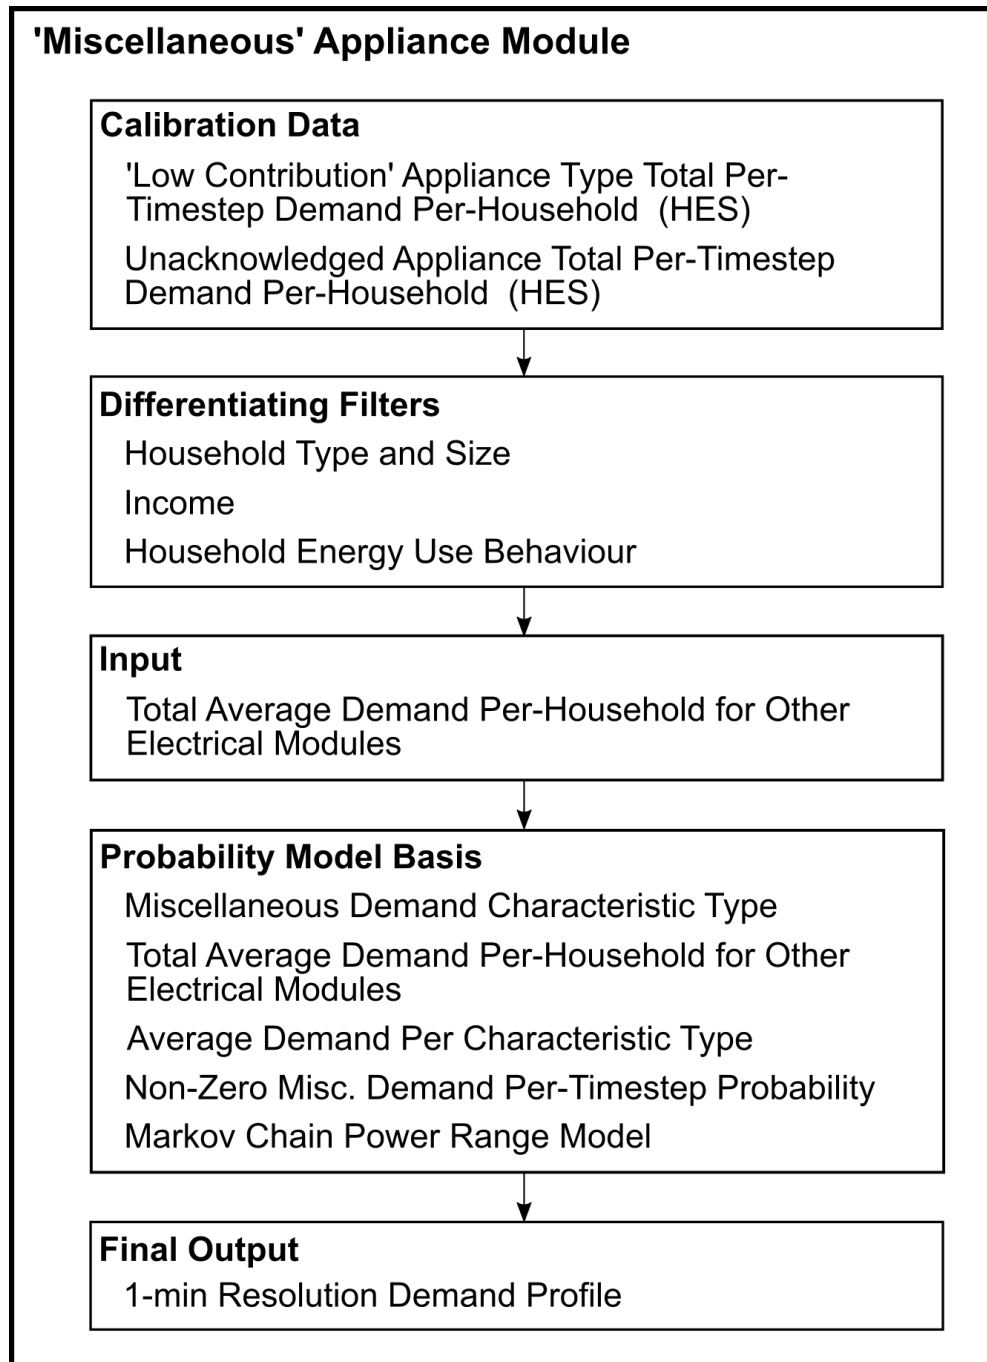 'Miscellaneous' Appliance Module
Calibration Data
'Low Contribution' Appliance Type Total Per-
Timestep Demand Per-Household (HES)
Unacknowledged Appliance Total Per-Timestep
Demand Per-Household (HES)
Differentiating Filters
Household Type and Size
Income
Household Energy Use Behaviour
Input
Total Average Demand Per-Household for Other
Electrical Modules
Probability Model Basis
Miscellaneous Demand Characteristic Type
Total Average Demand Per-Household for Other
Electrical Modules
Average Demand Per Characteristic Type
Non-Zero Misc. Demand Per-Timestep Probability
Markov Chain Power Range Model
Final Output
1-min Resolution Demand Profile